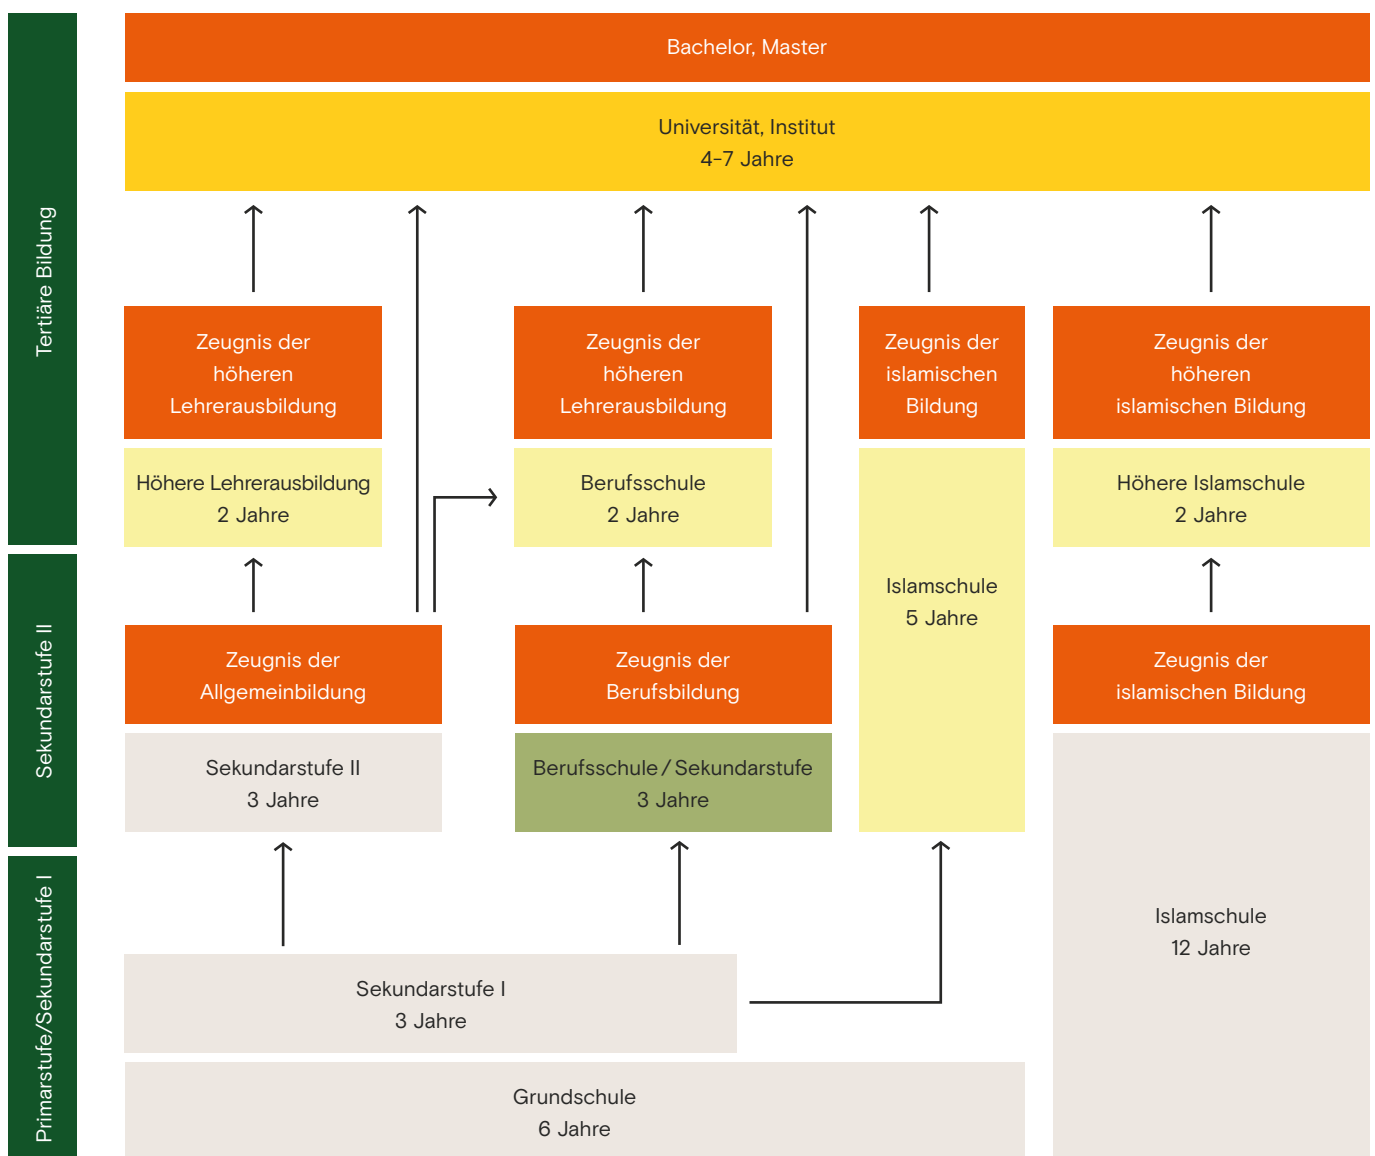 Bachelor, Master
Universität, Institut
4–7 Jahre
Tertiäre Bildung
Zeugnis der
höheren
Lehrerausbildung
Zeugnis der
höheren
Lehrerausbildung
Zeugnis der
islamischen
Bildung
Zeugnis der
höheren
islamischen Bildung
Höhere Lehrerausbildung
2 Jahre
Berufsschule
2 Jahre
Höhere Islamschule
2 Jahre
Islamschule
5 Jahre
Sekundarstufe II
Zeugnis der
Allgemeinbildung
Zeugnis der
Berufsbildung
Zeugnis der
islamischen Bildung
Sekundarstufe II
3 Jahre
Berufsschule / Sekundarstufe
3 Jahre
Islamschule
12 Jahre
Primarstufe/Sekundarstufe I
Sekundarstufe I
3 Jahre
Grundschule
6 Jahre